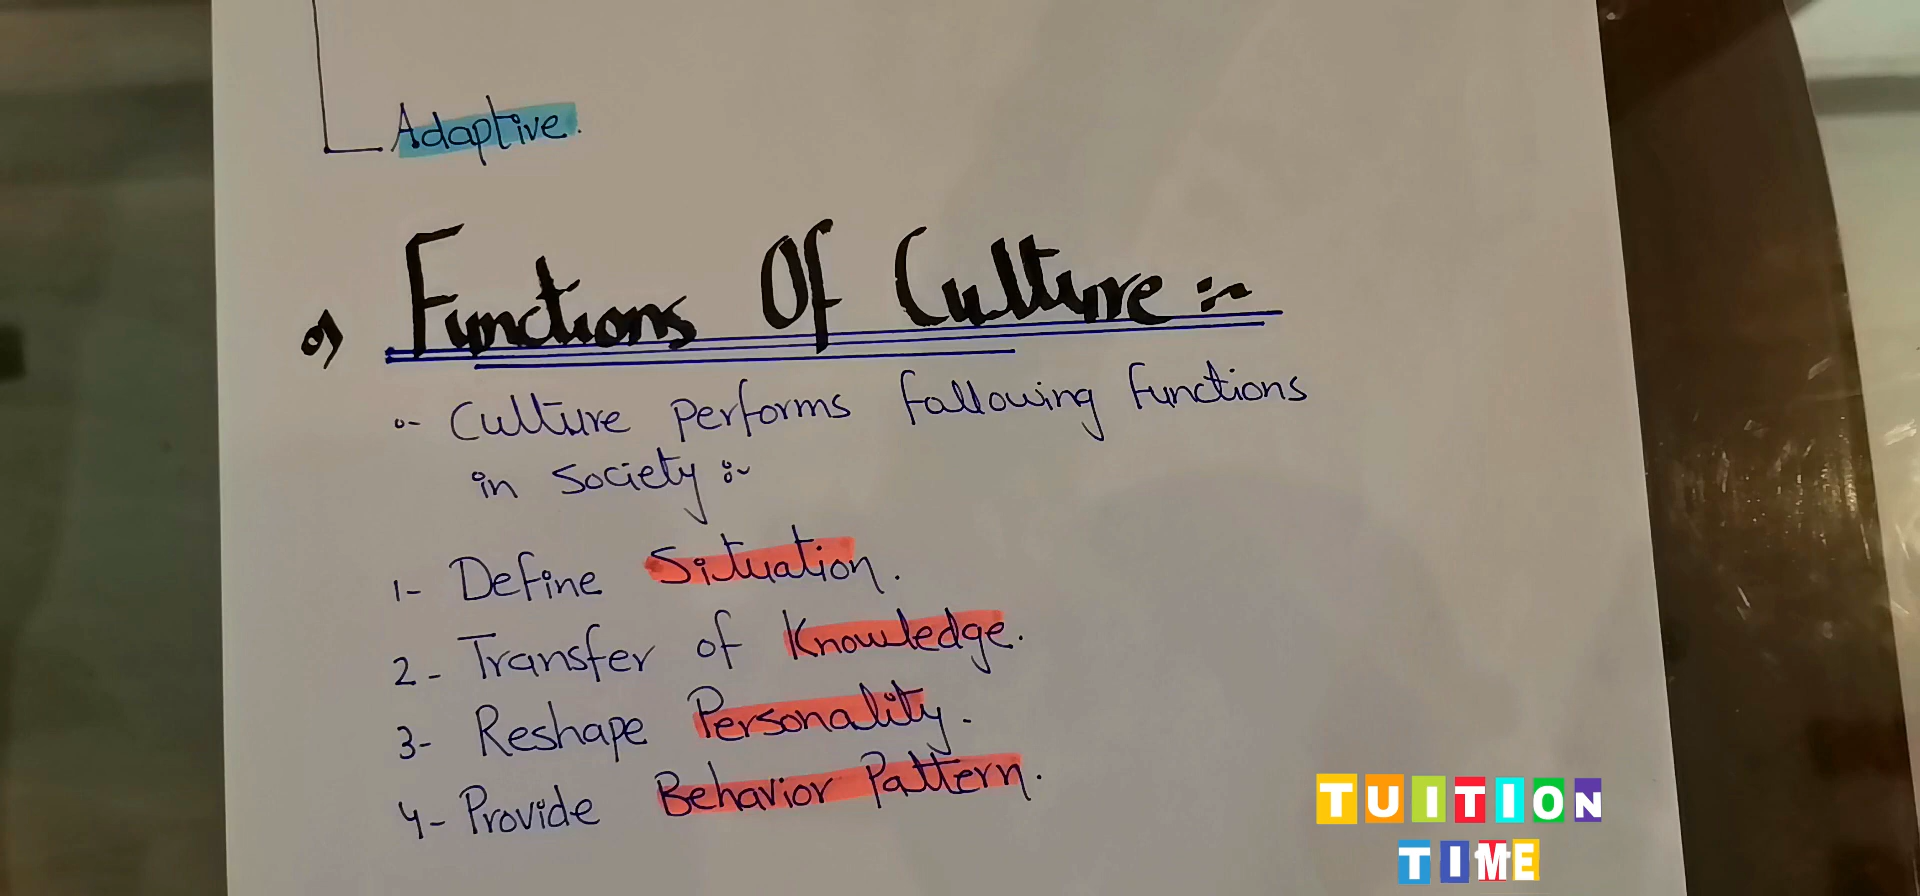 Adaptive.
Functions Of Culture :-
:- Culture performs following functions
in society :-
1- Define Situation.
2- Transfer of Knowledge.
3- Reshape Personality.
4- Provide Behavior Pattern.
TUITION
TIME